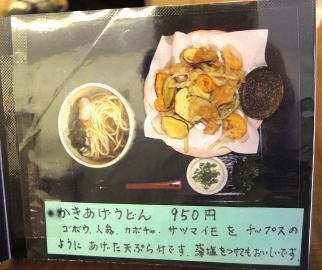 かきあげうどん 950円
ゴボウ、人参、カボチャ、サツマイモ を チップスの
ように あげた天ぷら付です。藻塩をつけてもおいしいです。